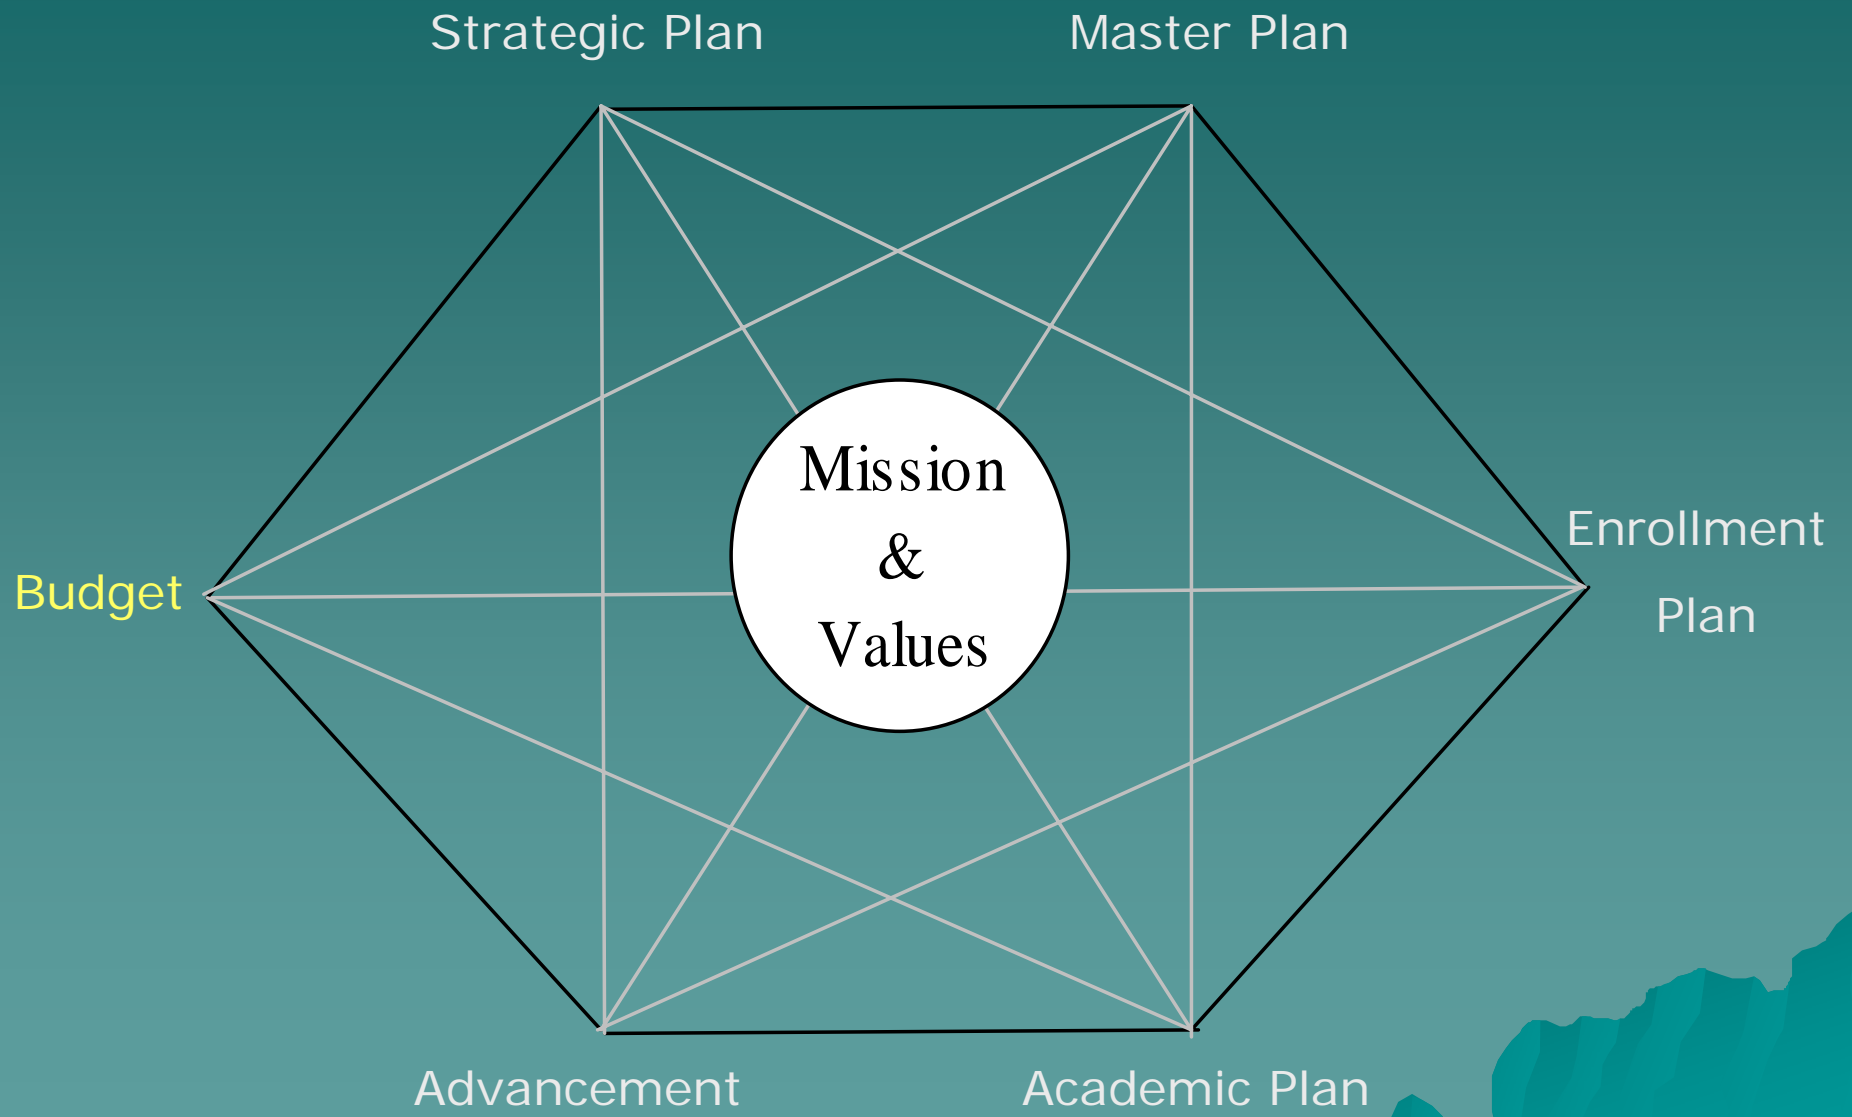 Strategic Plan
Master Plan
Mission
&
Values
Enrollment
Plan
Budget
Advancement
Academic Plan